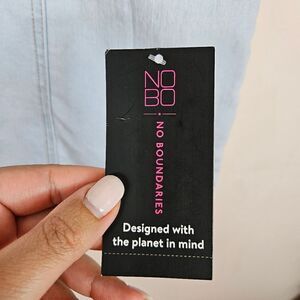 NO
BO
NO BOUNDARIES
Designed with
the planet in mind